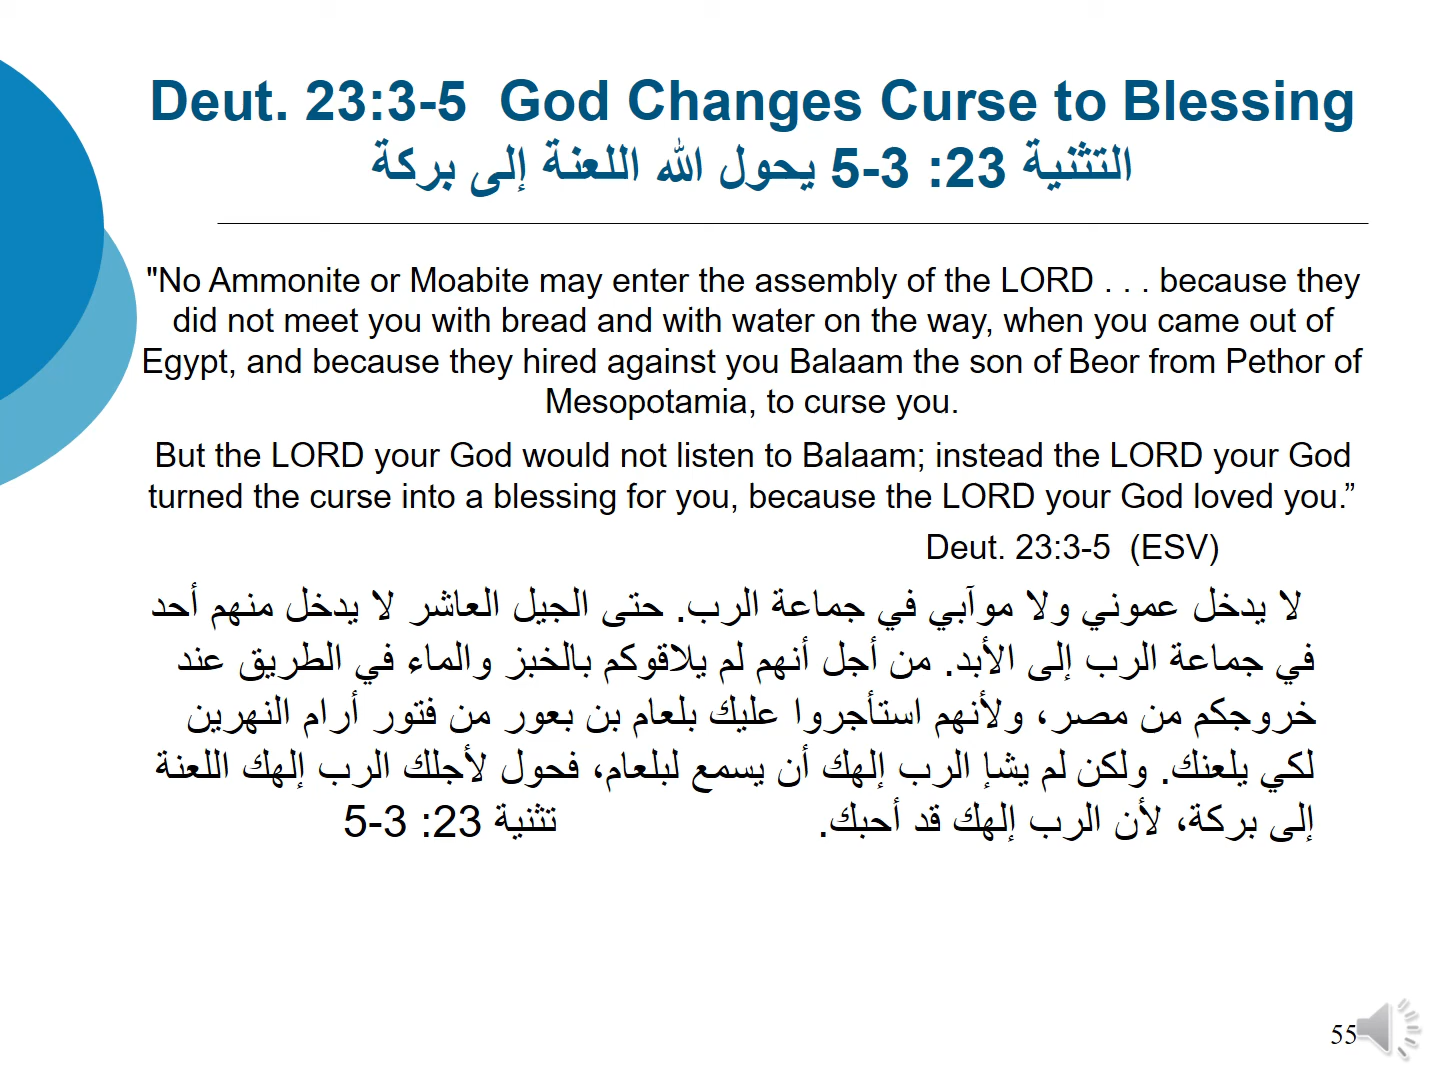 Deut. 23:3-5  God Changes Curse to Blessing
التثنية 23: 3-5 يحول الله اللعنة إلى بركة
"No Ammonite or Moabite may enter the assembly of the LORD . . . because they
did not meet you with bread and with water on the way, when you came out of
Egypt, and because they hired against you Balaam the son of Beor from Pethor of
Mesopotamia, to curse you.
But the LORD your God would not listen to Balaam; instead the LORD your God
turned the curse into a blessing for you, because the LORD your God loved you.”
Deut. 23:3-5  (ESV)
لا يدخل عموني ولا موآبي في جماعة الرب. حتى الجيل العاشر لا يدخل منهم أحد
في جماعة الرب إلى الأبد. من أجل أنهم لم يلاقوكم بالخبز والماء في الطريق عند
خروجكم من مصر، ولأنهم استأجروا عليك بلعام بن بعور من فتور أرام النهرين
لكي يلعنك. ولكن لم يشإ الرب إلهك أن يسمع لبلعام، فحول لأجلك الرب إلهك اللعنة
إلى بركة، لأن الرب إلهك قد أحبك. تثنية 23: 3-5
55